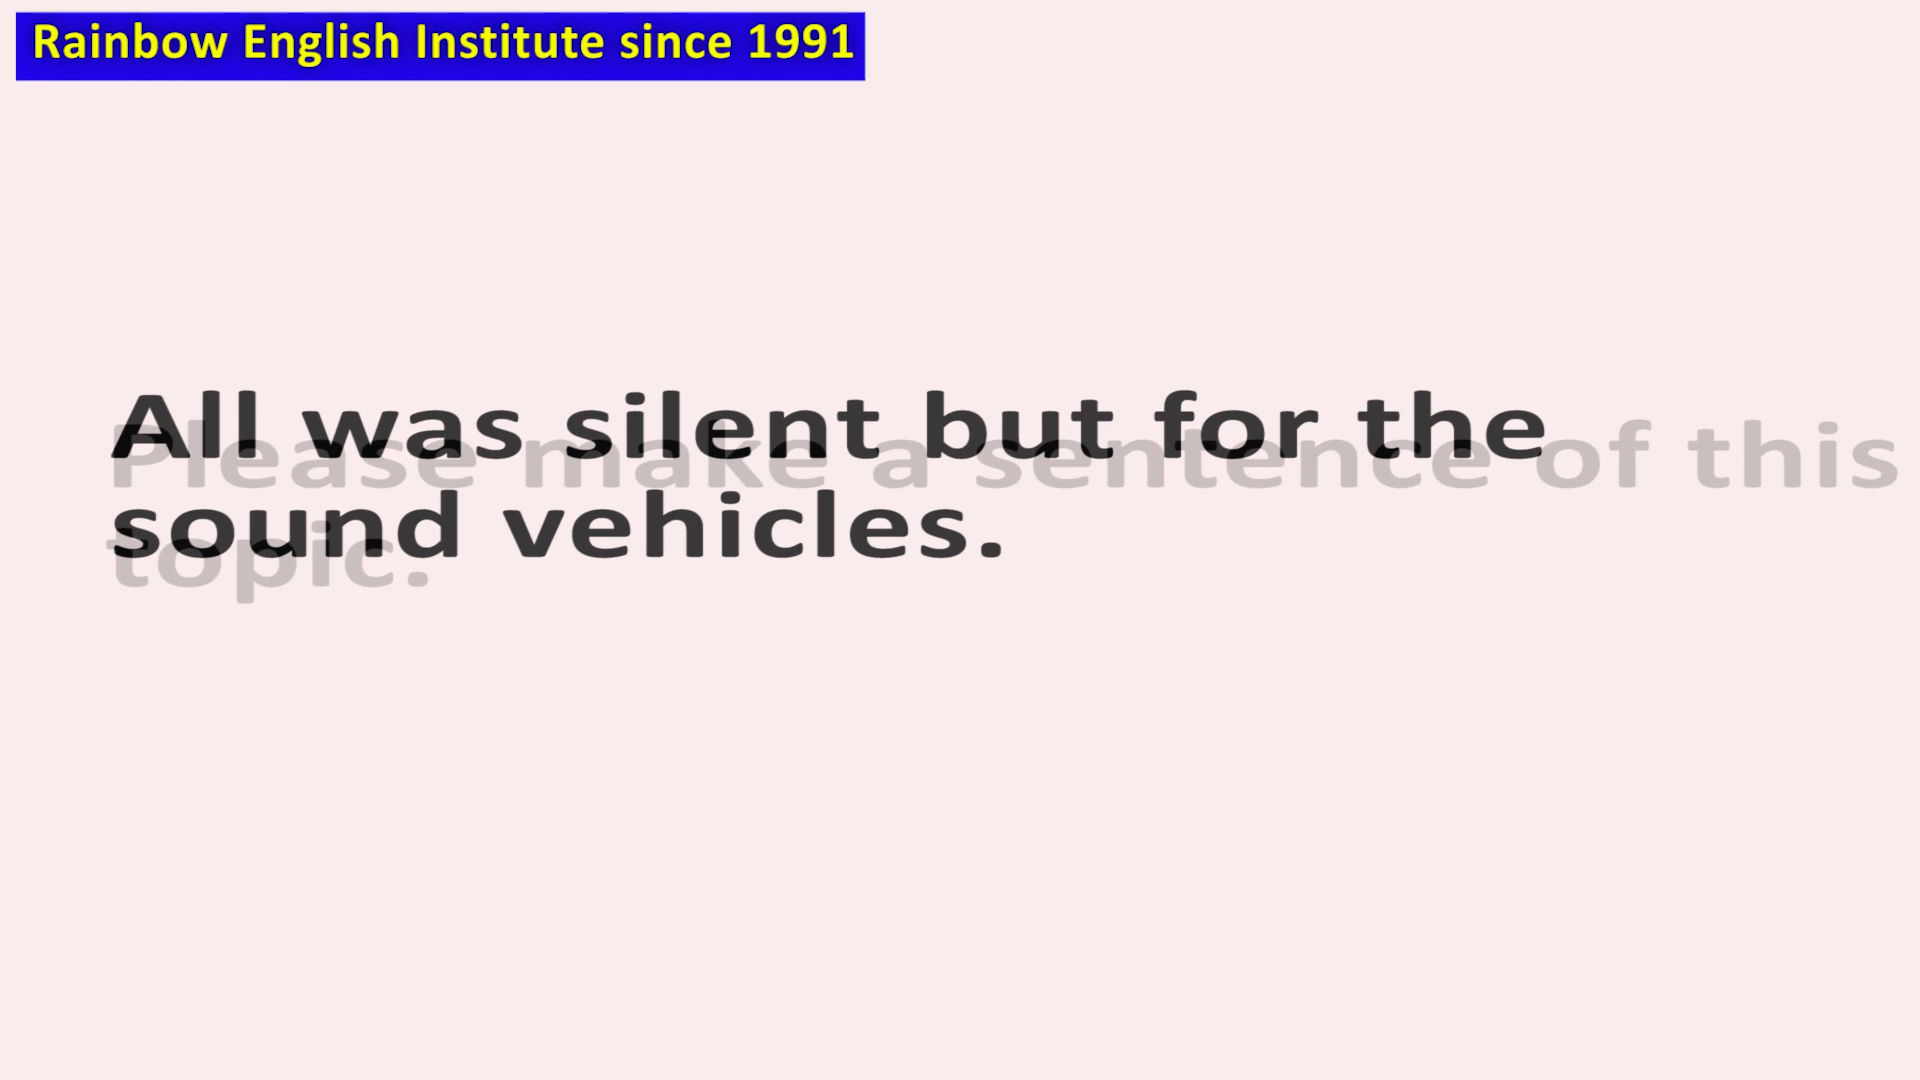 Rainbow English Institute since 1991
All was silent but for the
sound vehicles.
Please make a sentence of this
topic.